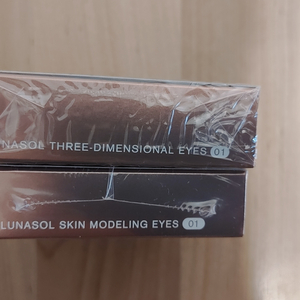 NASOL THREE-DIMENSIONAL EYES 01
LUNASOL SKIN MODELING EYES 01